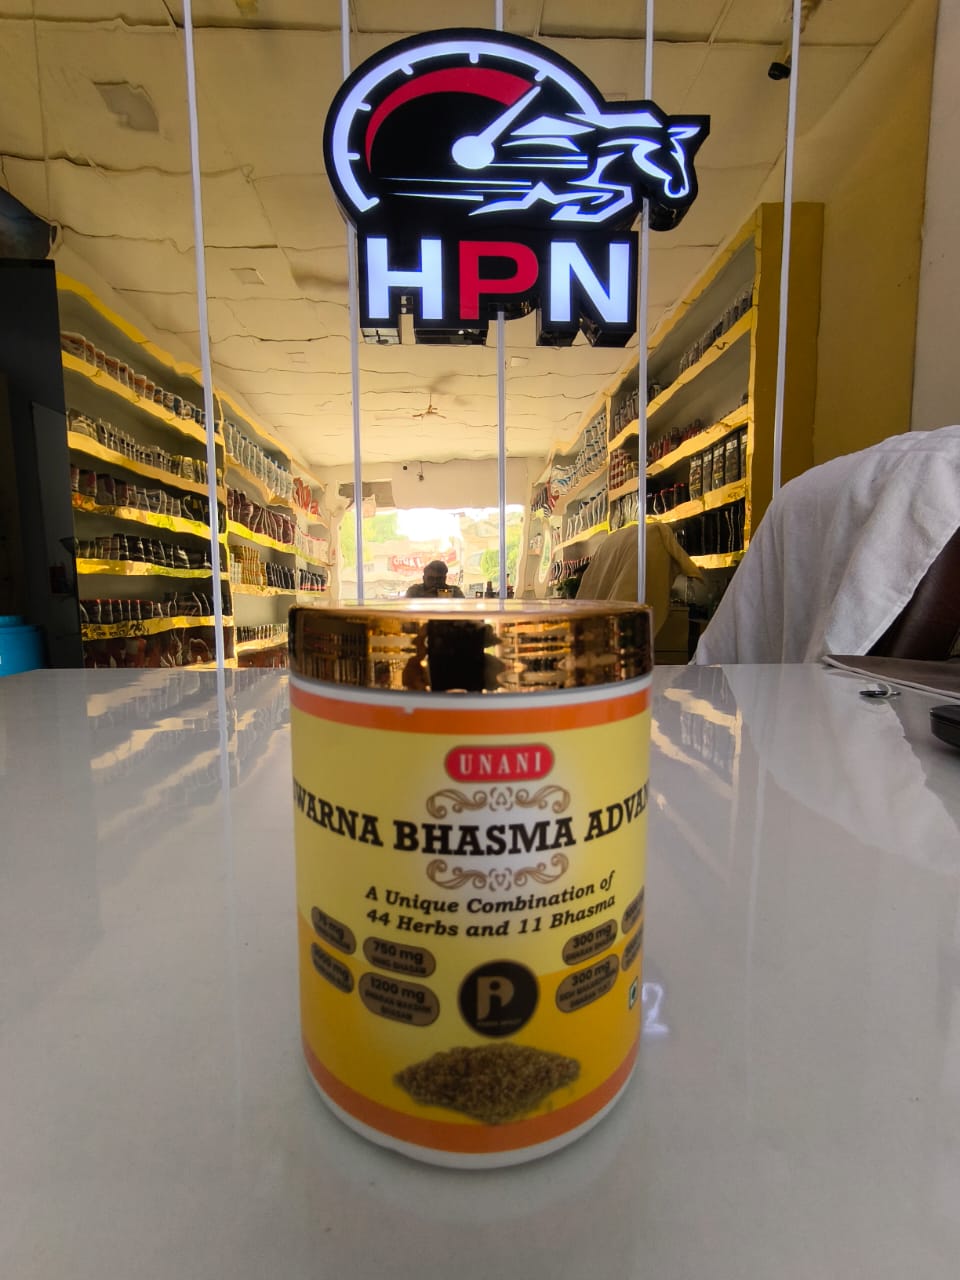 HPN
UNANI
WARNA BHASMA ADVAN
A Unique Combination of
44 Herbs and 11 Bhasma
750 mg
1200 mg
300 mg
300 mg